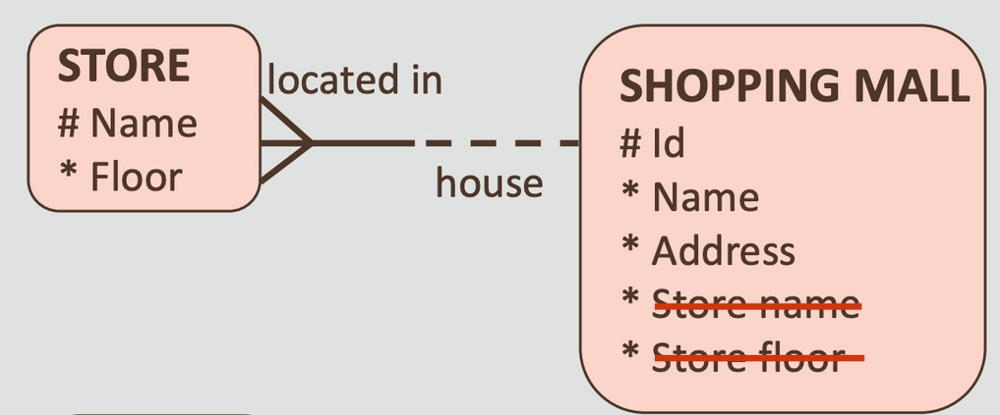 STORE
# Name
* Floor
located in
house
SHOPPING MALL
# Id
* Name
* Address
* Store name
* Store floor